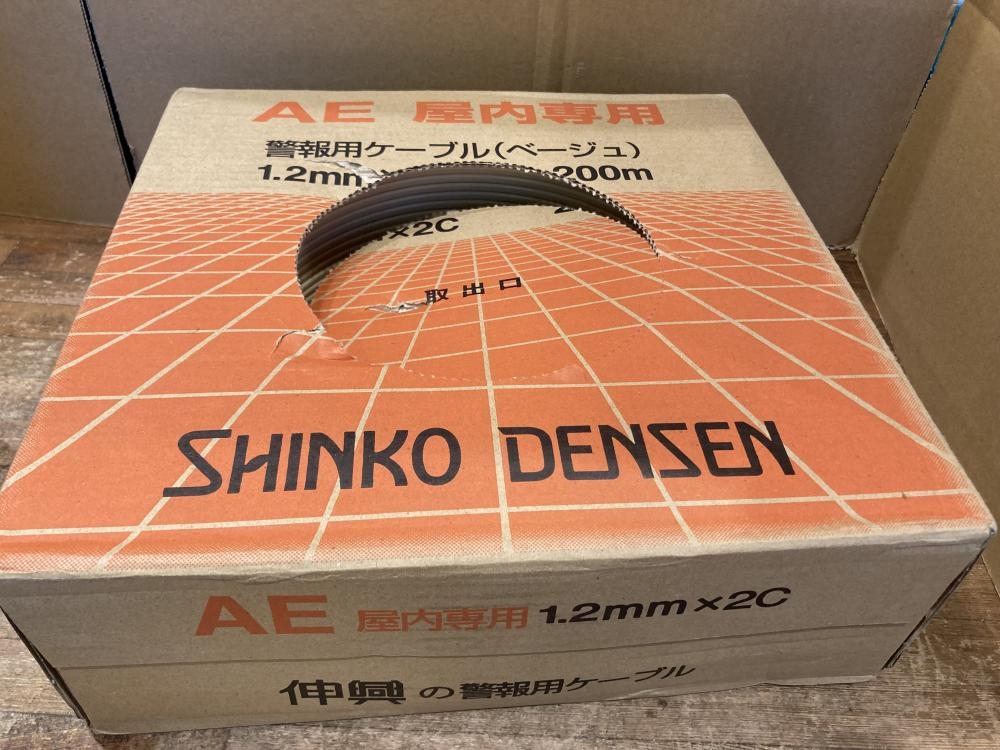 AE 屋内専用
警報用ケーブル(ベージュ)
1.2mm 200m
×2C
取出口
SHINKO DENSEN
AE 屋内専用 1.2mm×2C
伸興の警報用ケーブル